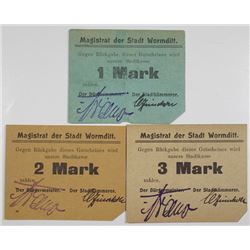 Magistrat der Stadt Wormditt.
Gegen Rückgabe dieses Gutscheines wird
unsere Stadtkasse
1 Mark
zahlen.
Der Bürgermeister. Der Stadtkämmerer.
Magistrat der Stadt Wormditt.
Gegen Rückgabe dieses Gutscheines wird
unsere Stadtkasse
2 Mark
zahlen.
Der Bürgermeister. Der Stadtkämmerer.
Magistrat der Stadt Wormditt.
Gegen Rückgabe dieses Gutscheines wird
unsere Stadtkasse
3 Mark
zahlen.
Der Bürgermeister. Der Stadtkämmerer.